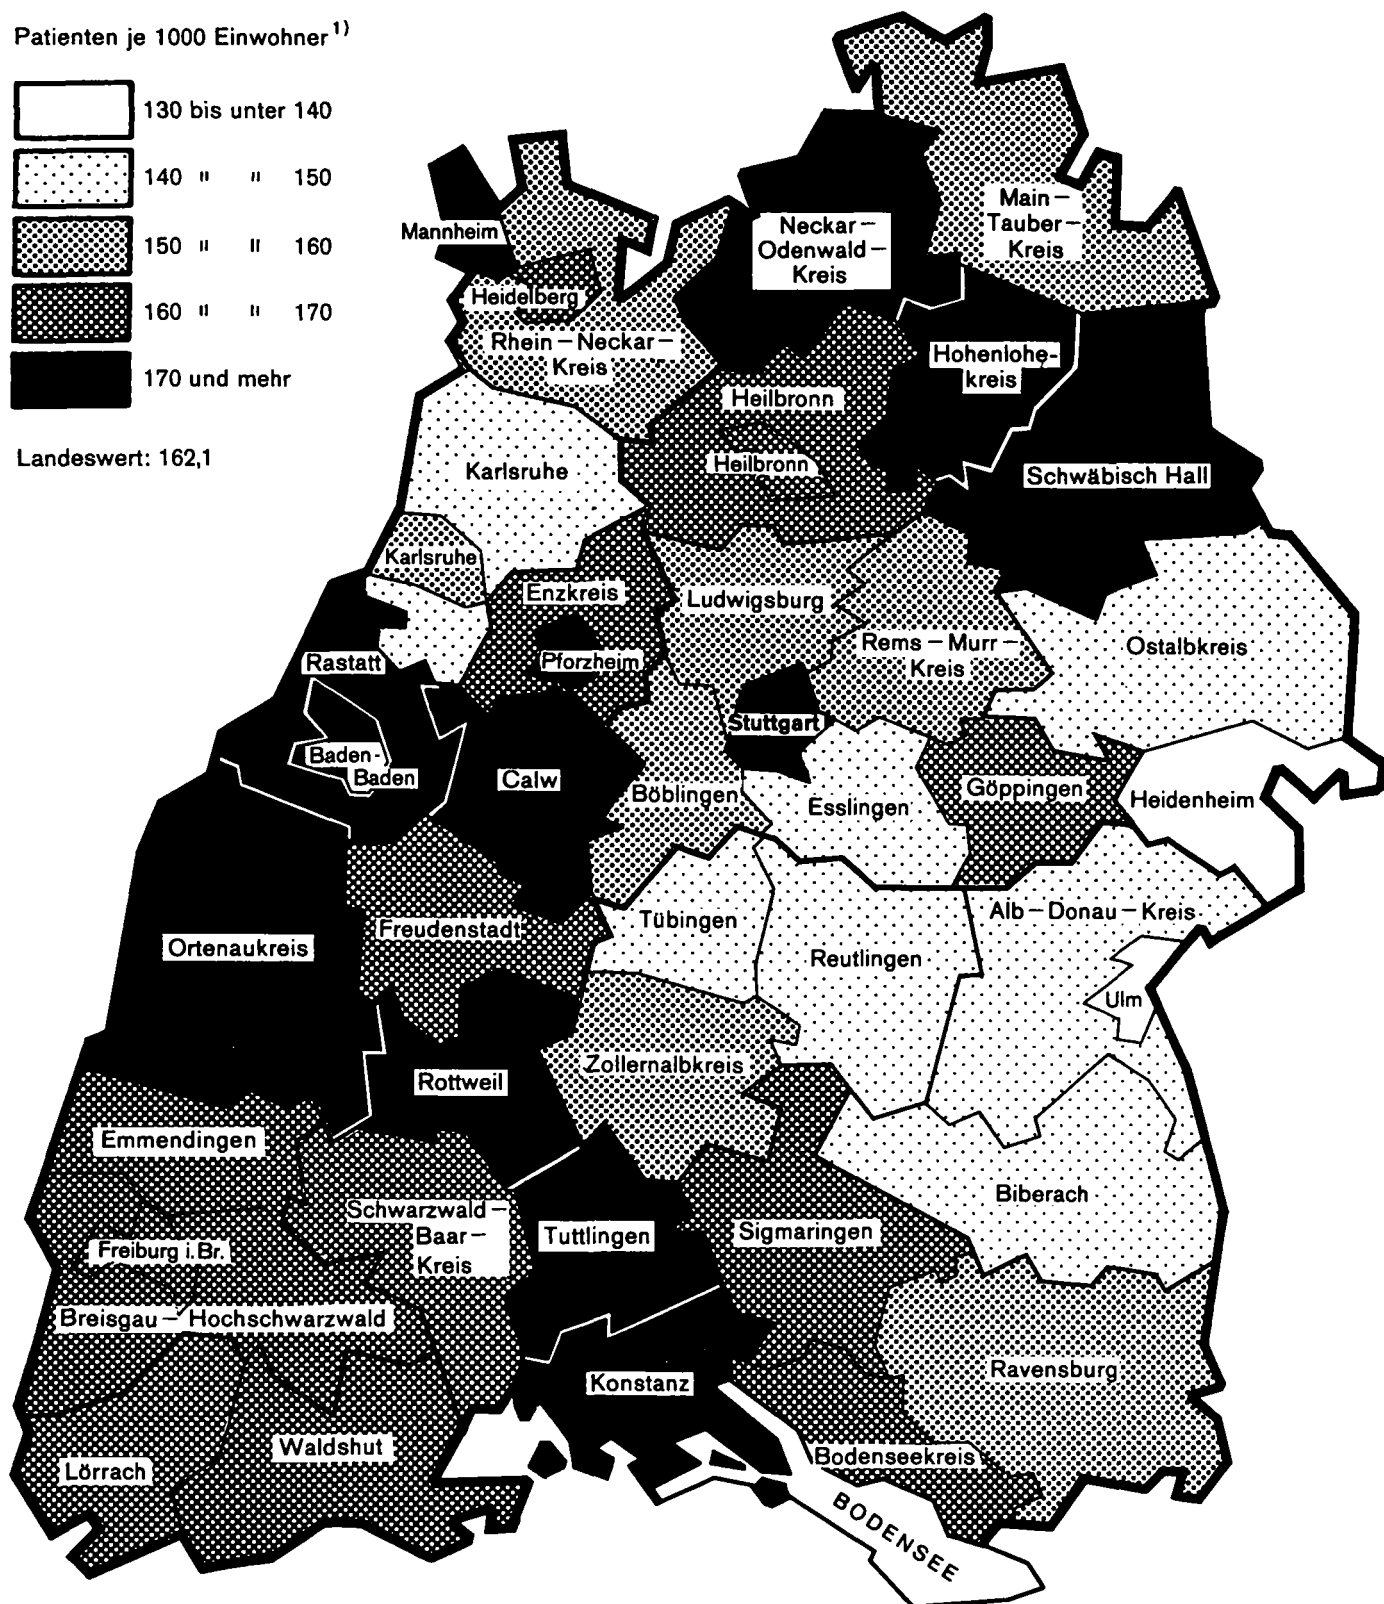 Patienten je 1000 Einwohner 1)
130 bis unter 140
140 " " 150
150 " " 160
160 " " 170
170 und mehr
Landeswert: 162,1
Main –
Tauber –
Kreis
Neckar –
Odenwald –
Kreis
Mannheim
Heidelberg
Rhein – Neckar –
Kreis
Hohenlohe-
kreis
Heilbronn
Heilbronn
Schwäbisch Hall
Karlsruhe
Karlsruhe
Enzkreis
Ludwigsburg
Pforzheim
Rems – Murr –
Kreis
Ostalbkreis
Rastatt
Stuttgart
Baden-
Baden
Calw
Böblingen
Esslingen
Göppingen
Heidenheim
Ortenaukreis
Freudenstadt
Tübingen
Reutlingen
Alb – Donau – Kreis
Ulm
Rottweil
Zollernalbkreis
Emmendingen
Biberach
Schwarzwald –
Baar –
Kreis
Tuttlingen
Sigmaringen
Freiburg i. Br.
Breisgau – Hochschwarzwald
Konstanz
Ravensburg
Waldshut
Lörrach
Bodenseekreis
BODENSEE